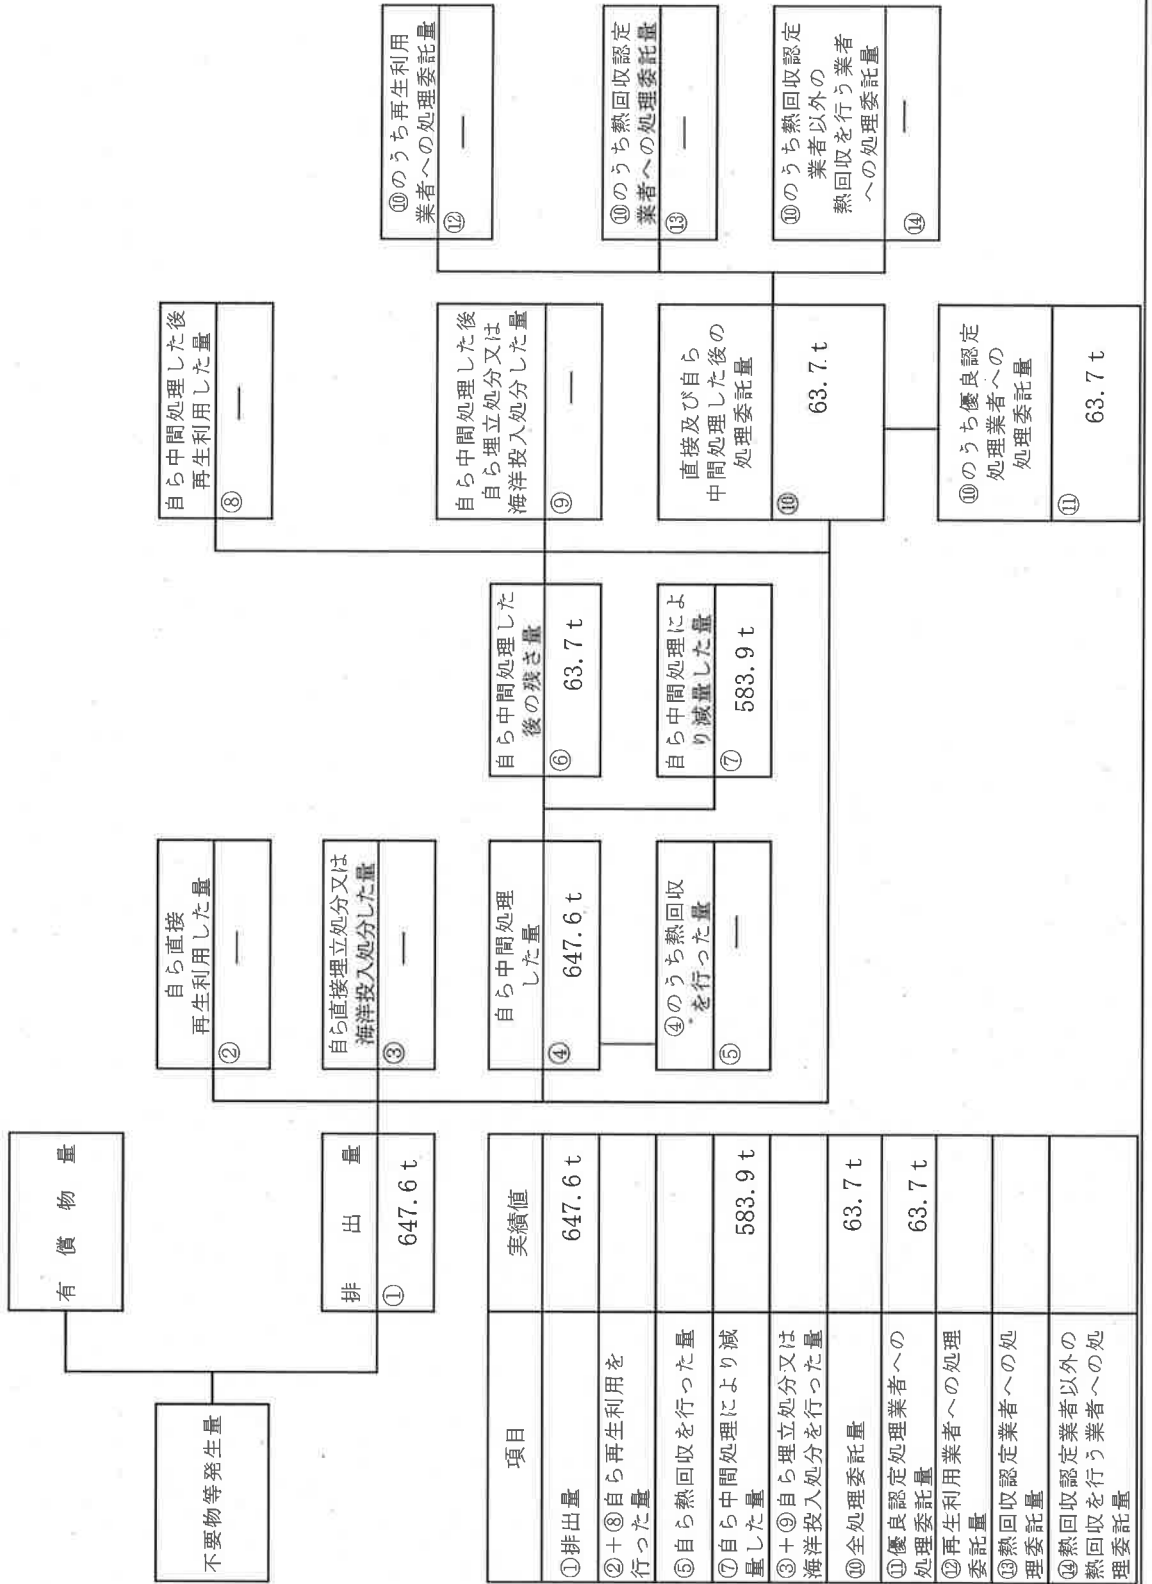 不要物等発生量
有償物量
排出量
① 647.6t
自ら直接
再生利用した量
② ―
自ら直接埋立処分又は
海洋投入処分した量
③ ―
自ら中間処理
した量
④ 647.6t
④のうち熱回収
を行った量
⑤ ―
自ら中間処理した
後の残さ量
⑥ 63.7t
自ら中間処理によ
り減量した量
⑦ 583.9t
自ら中間処理した後
再生利用した量
⑧ ―
自ら中間処理した後
自ら埋立処分又は
海洋投入処分した量
⑨ ―
直接及び自ら
中間処理した後の
処理委託量
⑩ 63.7t
⑩のうち優良認定
処理業者への
処理委託量
⑪ 63.7t
⑩のうち再生利用
業者への処理委託量
⑫ ―
⑩のうち熱回収認定
業者への処理委託量
⑬ ―
⑩のうち熱回収認定
業者以外の
熱回収を行う業者
への処理委託量
⑭ ―
項目 実績値
①排出量 647.6t
②+⑧自ら再生利用を
行った量
⑤自ら熱回収を行った量
⑦自ら中間処理により減
量した量 583.9t
③+⑨自ら埋立処分又は
海洋投入処分を行った量
⑩全処理委託量 63.7t
⑪優良認定処理業者への
処理委託量 63.7t
⑫再生利用業者への処理
委託量
⑬熱回収認定業者への処
理委託量
⑭熱回収認定業者以外の
熱回収を行う業者への処
理委託量